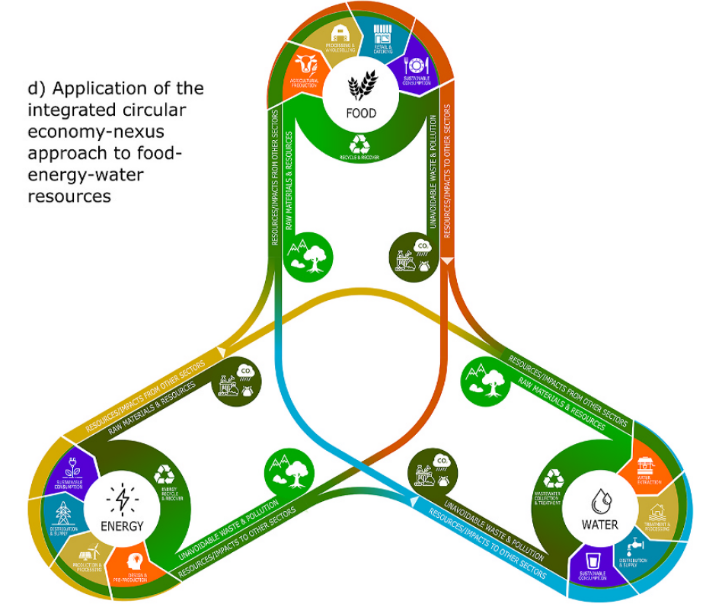 d) Application of the
integrated circular
economy-nexus
approach to food-
energy-water
resources
PROCESSING &
RETAIL &
SUSTAINABLE
CONSUMPTION
AGRICULTURAL
PRODUCTION
FOOD
RECYCLE & RECOVER
RESOURCES/IMPACTS FROM OTHER SECTORS
RAW MATERIALS & RESOURCES
UNAVOIDABLE WASTE & POLLUTION
RESOURCES/IMPACTS TO OTHER SECTORS
CO₂
RESOURCES/IMPACTS FROM OTHER SECTORS
RAW MATERIALS & RESOURCES
CO₂
SUSTAINABLE
CONSUMPTION
DISTRIBUTION
& SUPPLY
PRODUCTION &
DESIGN &
PRE-PRODUCTION
ENERGY
ENERGY
RECYCLE
& RECOVER
UNAVOIDABLE WASTE & POLLUTION
RESOURCES/IMPACTS TO OTHER SECTORS
RESOURCES/IMPACTS FROM OTHER SECTORS
RAW MATERIALS & RESOURCES
CO₂
WASTEWATER
COLLECTION
& TREATMENT
WATER
WATER
EXTRACTION
TREATMENT &
PROCESSING
DISTRIBUTION
& SUPPLY
SUSTAINABLE
CONSUMPTION
UNAVOIDABLE WASTE & POLLUTION
RESOURCES/IMPACTS TO OTHER SECTORS